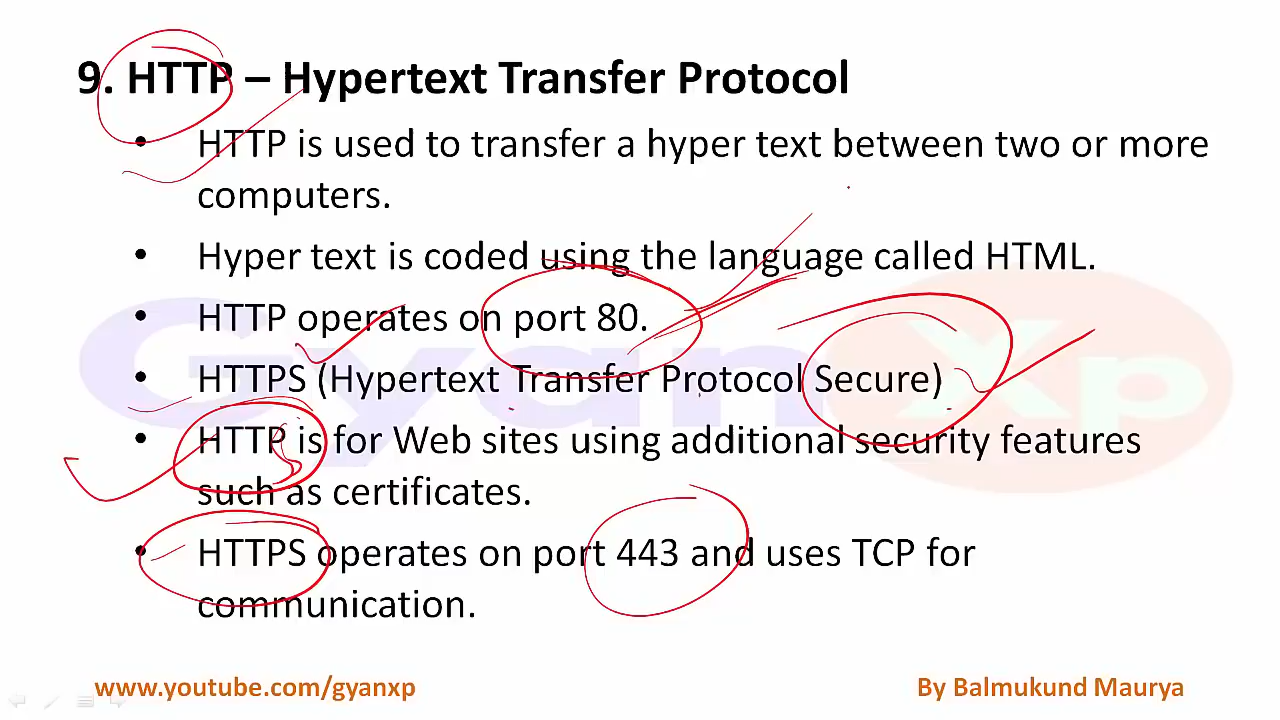 9. HTTP – Hypertext Transfer Protocol
• HTTP is used to transfer a hyper text between two or more
computers.
• Hyper text is coded using the language called HTML.
• HTTP operates on port 80.
• HTTPS (Hypertext Transfer Protocol Secure)
• HTTP is for Web sites using additional security features
such as certificates.
• HTTPS operates on port 443 and uses TCP for
communication.
Gyan Xp
www.youtube.com/gyanxp
By Balmukund Maurya